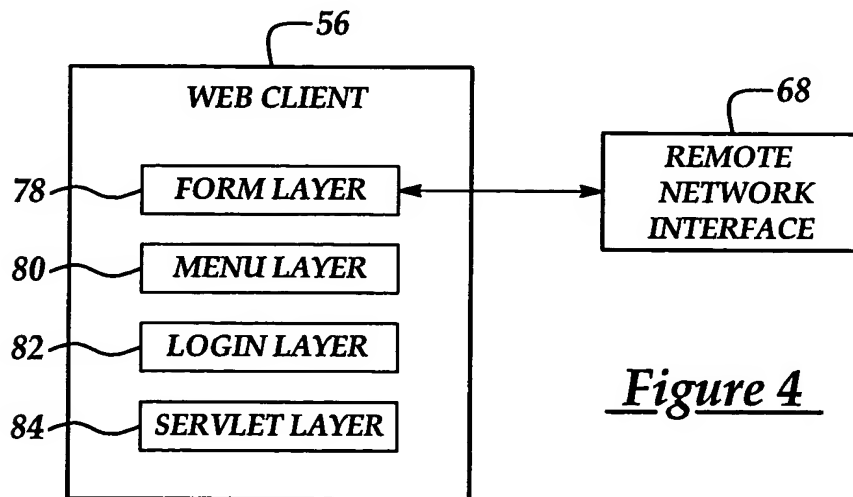 56
WEB CLIENT
68
REMOTE
NETWORK
INTERFACE
78
FORM LAYER
80
MENU LAYER
82
LOGIN LAYER
84
SERVLET LAYER
Figure 4